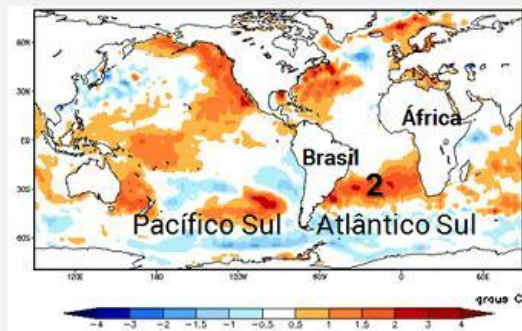 60N
30N
África
EQ
Brasil
30S
2
Pacífico Sul Atlântico Sul
60S
120E 180 120W 60W 0 60E
graus C
-4 -3 -2 -1.5 -1 -0.5 0.5 1 1.5 2 3